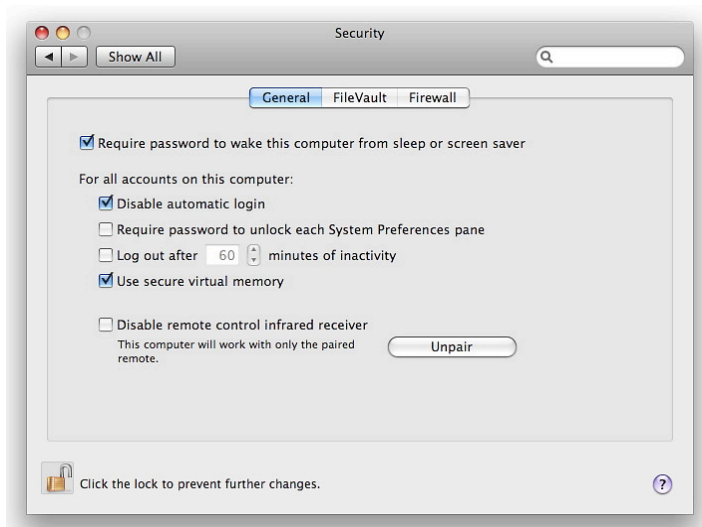 Security
Show All
General FileVault Firewall
Require password to wake this computer from sleep or screen saver
For all accounts on this computer:
Disable automatic login
Require password to unlock each System Preferences pane
Log out after 60 minutes of inactivity
Use secure virtual memory
Disable remote control infrared receiver
This computer will work with only the paired
remote.
Unpair
Click the lock to prevent further changes.
?